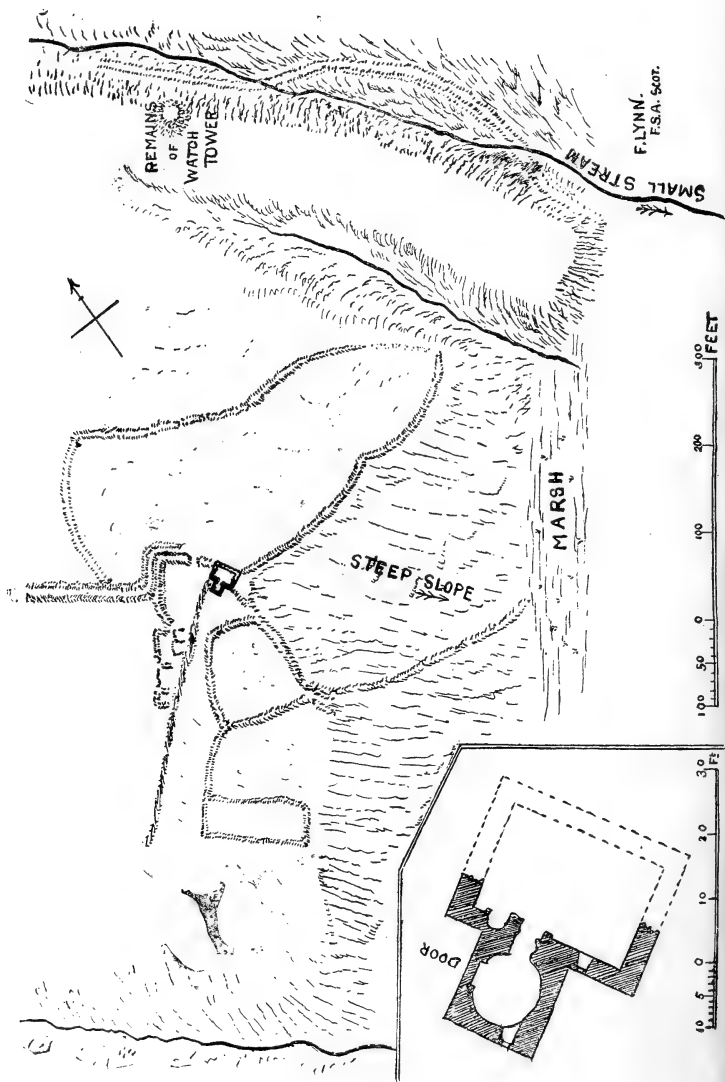 REMAINS
OF
WATCH
TOWER
SMALL STREAM
F. LYNN.
F.S.A. SCOT.
STEEP SLOPE
MARSH
100 50 0 100 200 300 FEET
DOOR
10 5 0 10 20 30 Ft